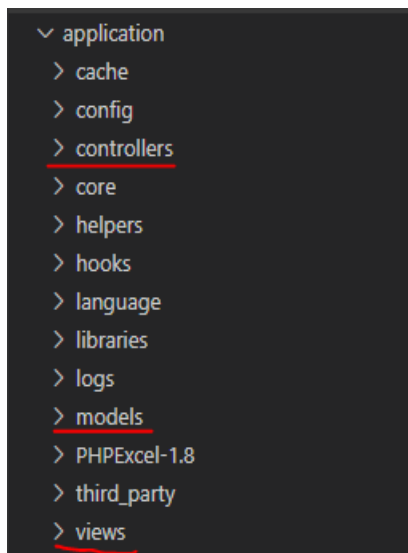 application
cache
config
controllers
core
helpers
hooks
language
libraries
logs
models
PHPExcel-1.8
third_party
views